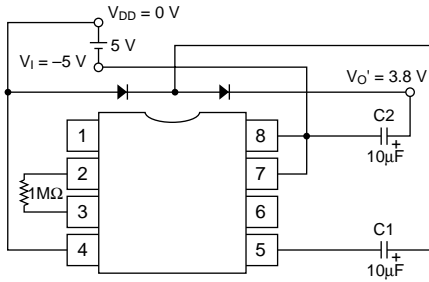 V_DD = 0 V
5 V
V_I = –5 V
V_O' = 3.8 V
1
8
C2
+
10µF
2
7
1MΩ
3
6
C1
4
5
+
10µF